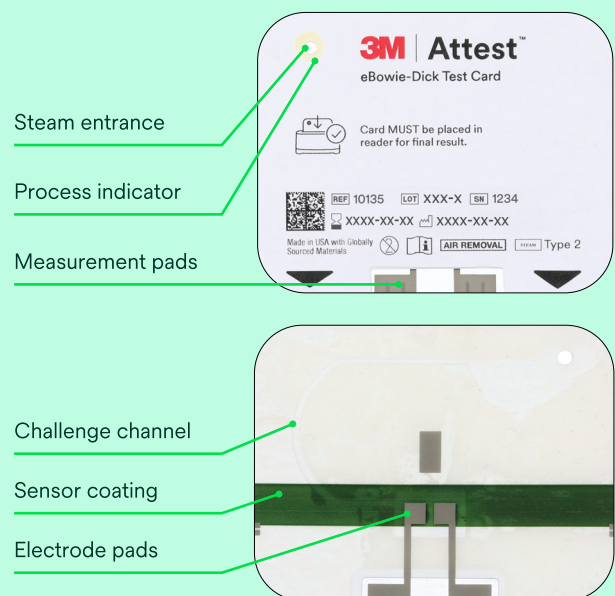 3M | Attest™
eBowie-Dick Test Card
Steam entrance
Card MUST be placed in
reader for final result.
Process indicator
REF 10135 LOT XXX-X SN 1234
XXXX-XX-XX XXXX-XX-XX
Made in USA with Globally
Sourced Materials
AIR REMOVAL STEAM Type 2
Measurement pads
Challenge channel
Sensor coating
Electrode pads